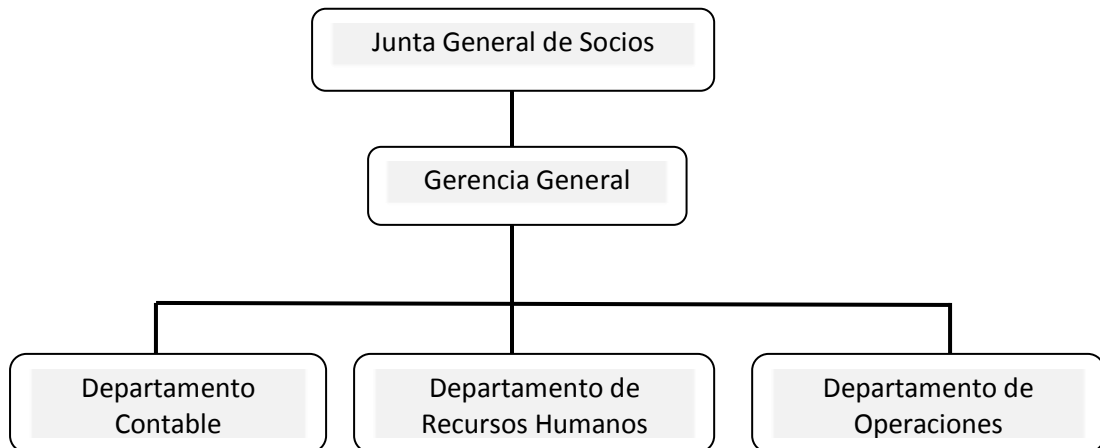 Junta General de Socios
Gerencia General
Departamento
Contable
Departamento de
Recursos Humanos
Departamento de
Operaciones